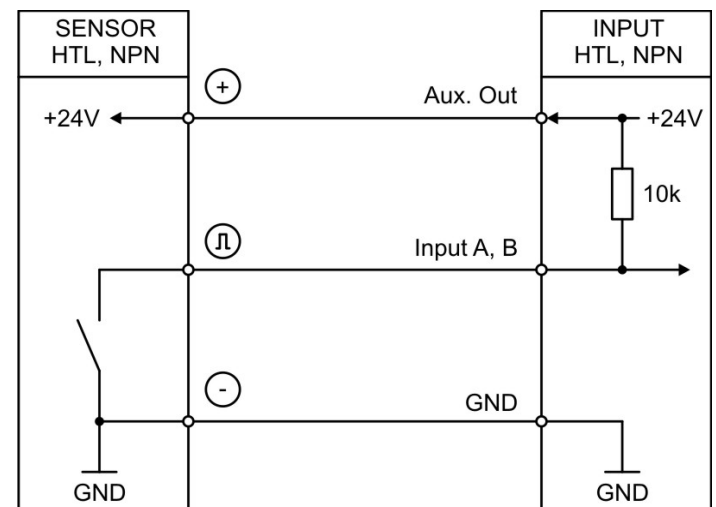 SENSOR
HTL, NPN
INPUT
HTL, NPN
+
Aux. Out
+24V
+24V
10k
Input A, B
-
GND
GND
GND